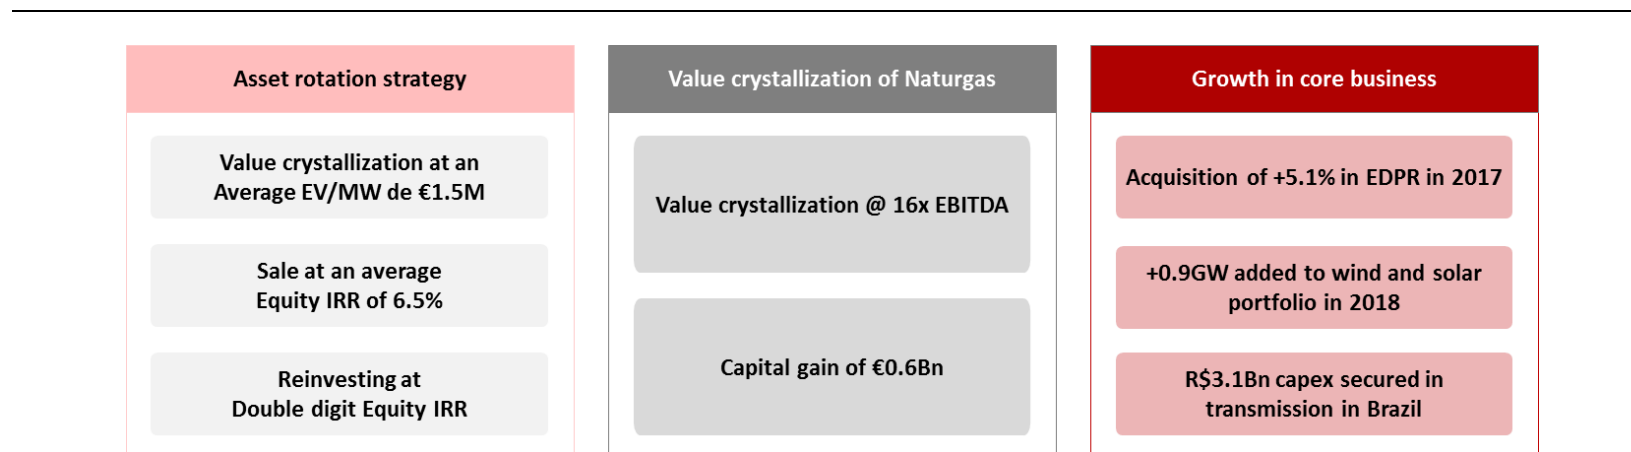 Asset rotation strategy
Value crystallization at an
Average EV/MW de €1.5M
Sale at an average
Equity IRR of 6.5%
Reinvesting at
Double digit Equity IRR
Value crystallization of Naturgas
Value crystallization @ 16x EBITDA
Capital gain of €0.6Bn
Growth in core business
Acquisition of +5.1% in EDPR in 2017
+0.9GW added to wind and solar
portfolio in 2018
R$3.1Bn capex secured in
transmission in Brazil